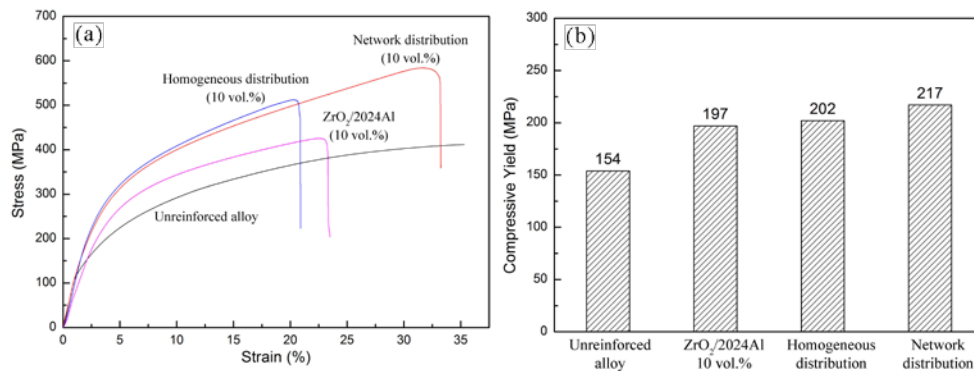 (a)
700
600
500
400
300
200
100
0
Stress (MPa)
0 5 10 15 20 25 30 35
Strain (%)
Network distribution
(10 vol.%)
Homogeneous distribution
(10 vol.%)
ZrO₂/2024Al
(10 vol.%)
Unreinforced alloy
(b)
300
250
200
150
100
50
0
Compressive Yield (MPa)
154
197
202
217
Unreinforced
alloy
ZrO₂/2024Al
10 vol.%
Homogeneous
distribution
Network
distribution